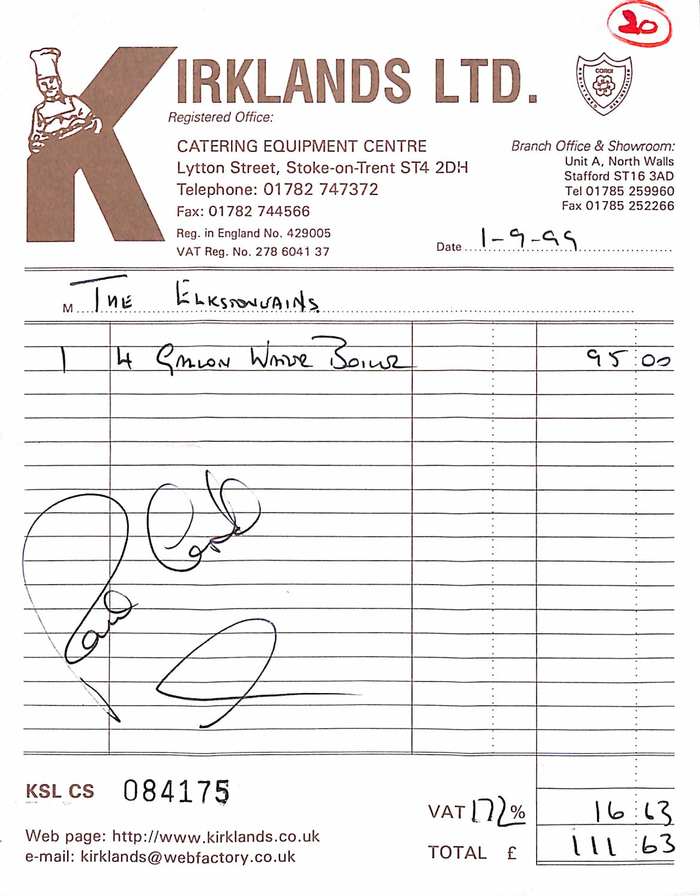 20
KIRKLANDS LTD.
CORGI
REGISTERED
Registered Office:
CATERING EQUIPMENT CENTRE
Lytton Street, Stoke-on-Trent ST4 2DH
Telephone: 01782 747372
Fax: 01782 744566
Reg. in England No. 429005
VAT Reg. No. 278 6041 37
Branch Office & Showroom:
Unit A, North Walls
Stafford ST16 3AD
Tel 01785 259960
Fax 01785 252266
Date 1-9-99
M THE
1 4 GALLON WATER BOILER 95 00
Paid Cash
KSL CS 084175
VAT 17½% 16 63
TOTAL £ 111 63
Web page: http://www.kirklands.co.uk
e-mail: kirklands@webfactory.co.uk